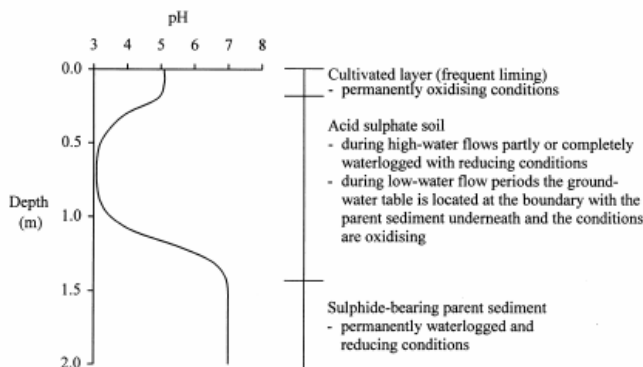 pH
3 4 5 6 7 8
0.0
0.5
1.0
1.5
2.0
Depth
(m)
Cultivated layer (frequent liming)
- permanently oxidising conditions
Acid sulphate soil
- during high-water flows partly or completely
waterlogged with reducing conditions
- during low-water flow periods the ground-
water table is located at the boundary with the
parent sediment underneath and the conditions
are oxidising
Sulphide-bearing parent sediment
- permanently waterlogged and
reducing conditions